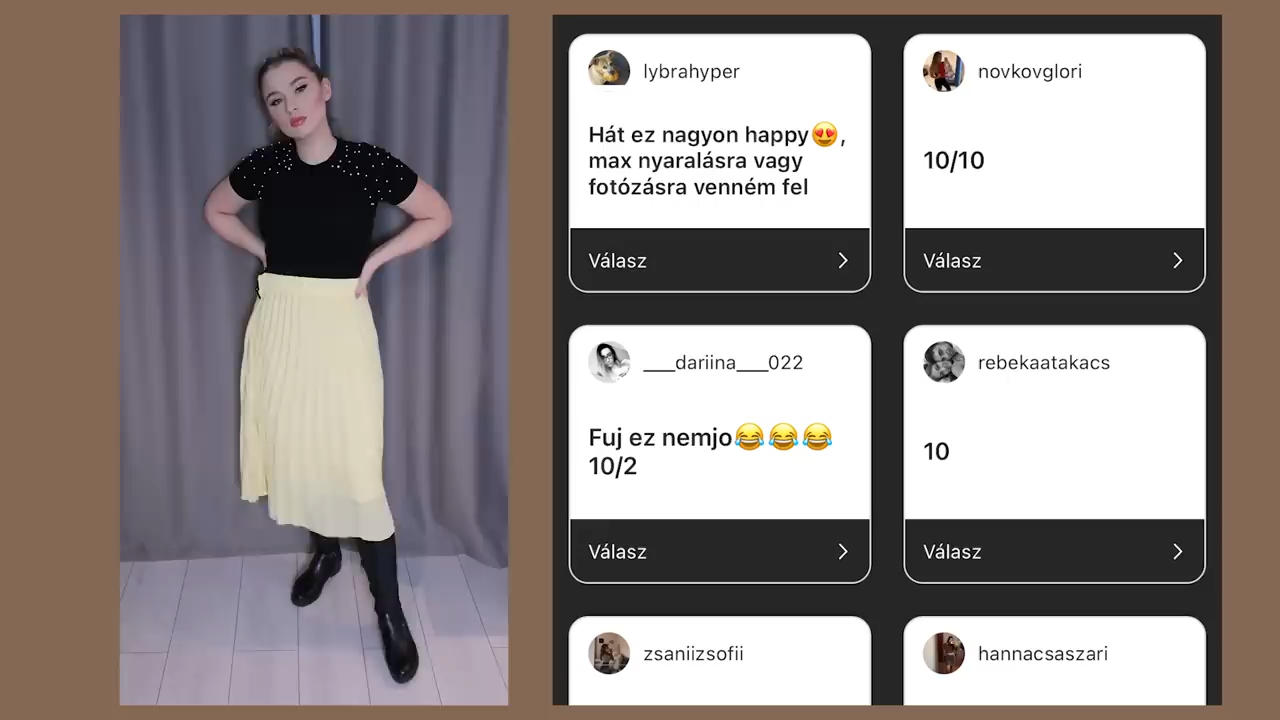 lybrahyper
Hát ez nagyon happy😍,
max nyaralásra vagy
fotózásra venném fel
Válasz
novkovglori
10/10
Válasz
___dariina___022
Fuj ez nemjo😂😂😂
10/2
Válasz
rebekaatakacs
10
Válasz
zsaniizsofii
hannacsaszari